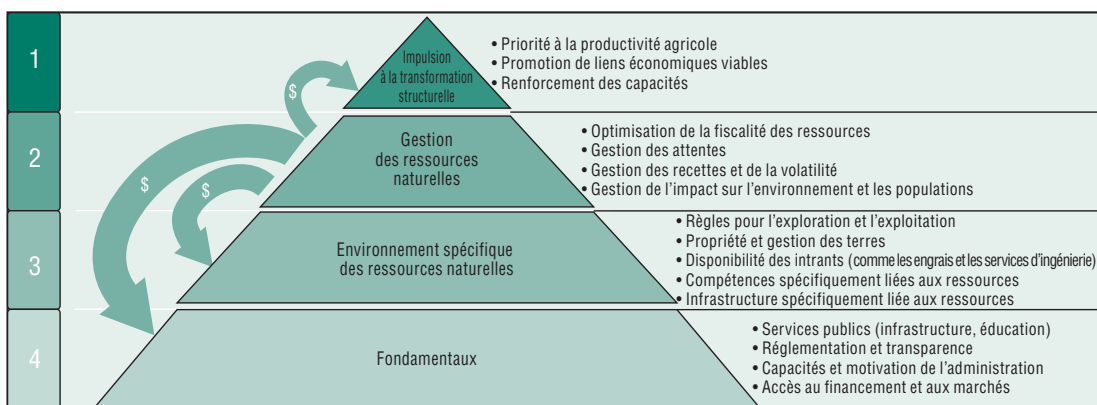 1
Impulsion
à la transformation
structurelle
• Priorité à la productivité agricole
• Promotion de liens économiques viables
• Renforcement des capacités
$
2
Gestion
des ressources
naturelles
• Optimisation de la fiscalité des ressources
• Gestion des attentes
• Gestion des recettes et de la volatilité
• Gestion de l’impact sur l’environnement et les populations
$
$
3
Environnement spécifique
des ressources naturelles
• Règles pour l’exploration et l’exploitation
• Propriété et gestion des terres
• Disponibilité des intrants (comme les engrais et les services d’ingénierie)
• Compétences spécifiquement liées aux ressources
• Infrastructure spécifiquement liée aux ressources
4
Fondamentaux
• Services publics (infrastructure, éducation)
• Réglementation et transparence
• Capacités et motivation de l’administration
• Accès au financement et aux marchés